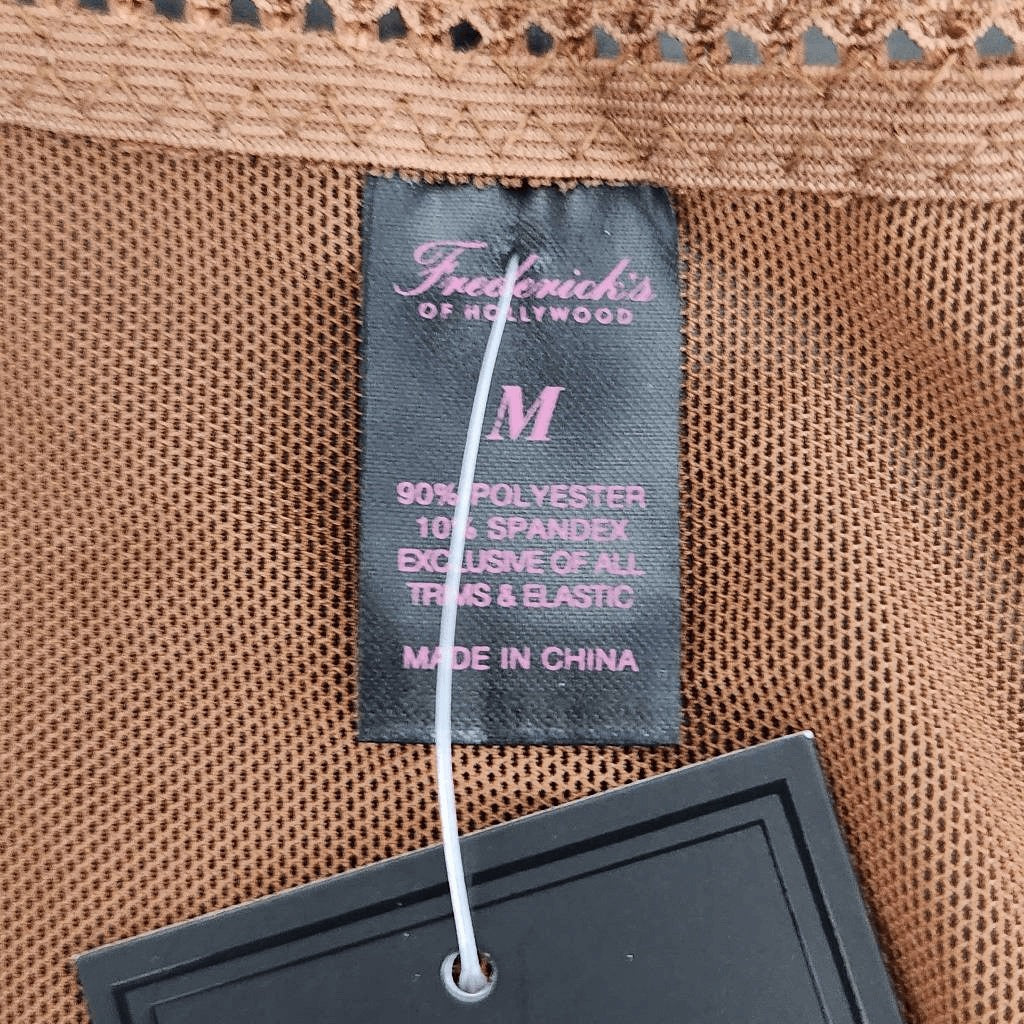 Frederick's
OF HOLLYWOOD
M
90% POLYESTER
10% SPANDEX
EXCLUSIVE OF ALL
TRIMS & ELASTIC
MADE IN CHINA